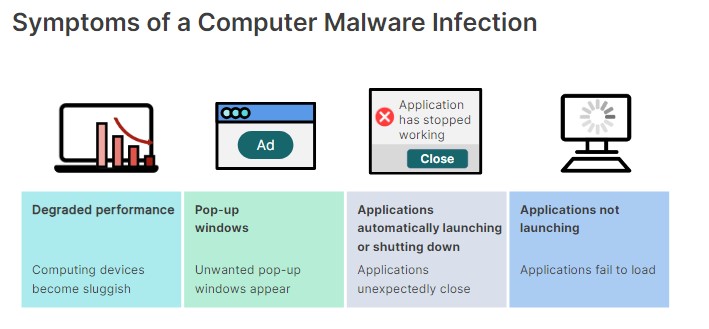 Symptoms of a Computer Malware Infection
Ad
Application
has stopped
working
Close
Degraded performance
Computing devices
become sluggish
Pop-up
windows
Unwanted pop-up
windows appear
Applications
automatically launching
or shutting down
Applications
unexpectedly close
Applications not
launching
Applications fail to load